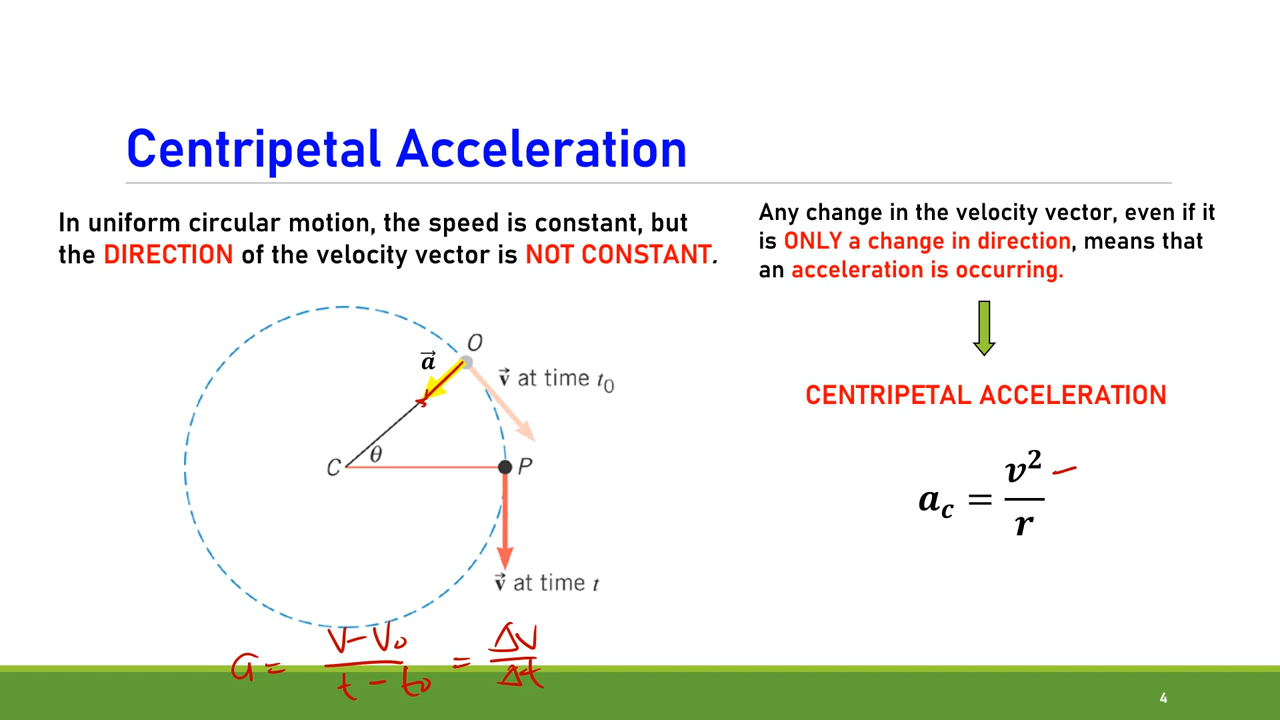 Centripetal Acceleration
In uniform circular motion, the speed is constant, but
the DIRECTION of the velocity vector is NOT CONSTANT.
O
a⃗
v⃗ at time t₀
C
θ
P
v⃗ at time t
a = (V – V₀)/(t – t₀) = ΔV/Δt
Any change in the velocity vector, even if it
is ONLY a change in direction, means that
an acceleration is occurring.
CENTRIPETAL ACCELERATION
a_c = v²/r
4